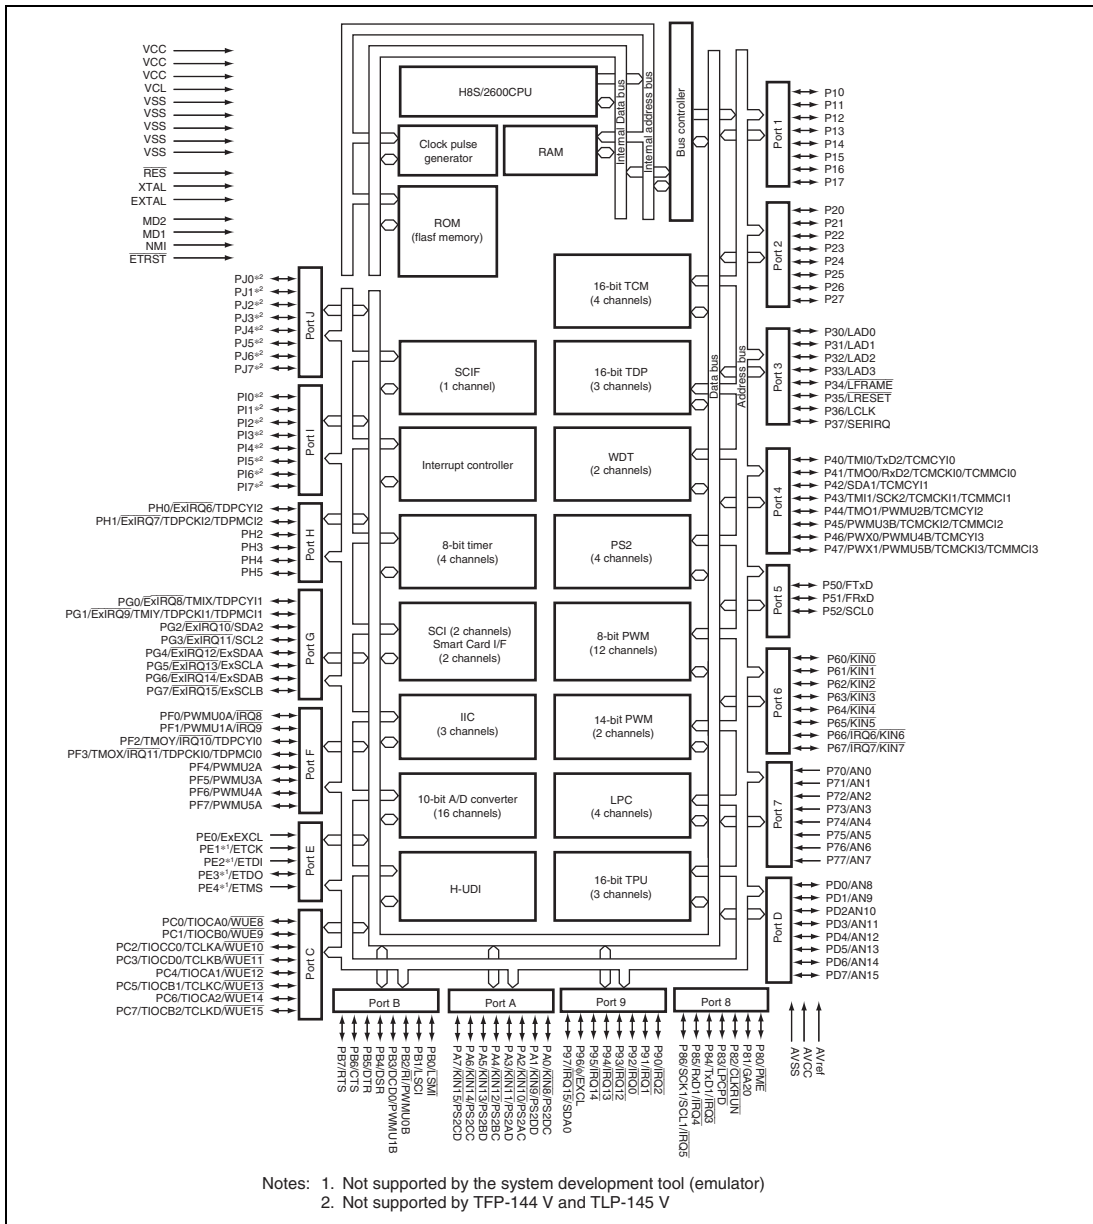 VCC
VCC
VCC
VCL
VSS
VSS
VSS
VSS
VSS
RES
XTAL
EXTAL
MD2
MD1
NMI
ETRST
H8S/2600CPU
Clock pulse
generator
RAM
ROM
(flasf memory)
Internal Data bus
Internal address bus
Bus controller
16-bit TCM
(4 channels)
SCIF
(1 channel)
16-bit TDP
(3 channels)
Data bus
Address bus
Interrupt controller
WDT
(2 channels)
8-bit timer
(4 channels)
PS2
(4 channels)
SCI (2 channels)
Smart Card I/F
(2 channels)
8-bit PWM
(12 channels)
IIC
(3 channels)
14-bit PWM
(2 channels)
10-bit A/D converter
(16 channels)
LPC
(4 channels)
H-UDI
16-bit TPU
(3 channels)
PJ0*2
PJ1*2
PJ2*2
PJ3*2
PJ4*2
PJ5*2
PJ6*2
PJ7*2
Port J
PI0*2
PI1*2
PI2*2
PI3*2
PI4*2
PI5*2
PI6*2
PI7*2
Port I
PH0/ExIRQ6/TDPCYI2
PH1/ExIRQ7/TDPCKI2/TDPMCI2
PH2
PH3
PH4
PH5
Port H
PG0/ExIRQ8/TMIX/TDPCYI1
PG1/ExIRQ9/TMIY/TDPCKI1/TDPMCI1
PG2/ExIRQ10/SDA2
PG3/ExIRQ11/SCL2
PG4/ExIRQ12/ExSDAA
PG5/ExIRQ13/ExSCLA
PG6/ExIRQ14/ExSDAB
PG7/ExIRQ15/ExSCLB
Port G
PF0/PWMU0A/IRQ8
PF1/PWMU1A/IRQ9
PF2/TMOY/IRQ10/TDPCYI0
PF3/TMOX/IRQ11/TDPCKI0/TDPMCI0
PF4/PWMU2A
PF5/PWMU3A
PF6/PWMU4A
PF7/PWMU5A
Port F
PE0/ExEXCL
PE1*1/ETCK
PE2*1/ETDI
PE3*1/ETDO
PE4*1/ETMS
Port E
PC0/TIOCA0/WUE8
PC1/TIOCB0/WUE9
PC2/TIOCC0/TCLKA/WUE10
PC3/TIOCD0/TCLKB/WUE11
PC4/TIOCA1/WUE12
PC5/TIOCB1/TCLKC/WUE13
PC6/TIOCA2/WUE14
PC7/TIOCB2/TCLKD/WUE15
Port C
Port 1
P10
P11
P12
P13
P14
P15
P16
P17
Port 2
P20
P21
P22
P23
P24
P25
P26
P27
Port 3
P30/LAD0
P31/LAD1
P32/LAD2
P33/LAD3
P34/LFRAME
P35/LRESET
P36/LCLK
P37/SERIRQ
Port 4
P40/TMI0/TxD2/TCMCYI0
P41/TMO0/RxD2/TCMCKI0/TCMMCI0
P42/SDA1/TCMCYI1
P43/TMI1/SCK2/TCMCKI1/TCMMCI1
P44/TMO1/PWMU2B/TCMCYI2
P45/PWMU3B/TCMCKI2/TCMMCI2
P46/PWX0/PWMU4B/TCMCYI3
P47/PWX1/PWMU5B/TCMCKI3/TCMMCI3
Port 5
P50/FTxD
P51/FRxD
P52/SCL0
Port 6
P60/KIN0
P61/KIN1
P62/KIN2
P63/KIN3
P64/KIN4
P65/KIN5
P66/IRQ6/KIN6
P67/IRQ7/KIN7
Port 7
P70/AN0
P71/AN1
P72/AN2
P73/AN3
P74/AN4
P75/AN5
P76/AN6
P77/AN7
Port D
PD0/AN8
PD1/AN9
PD2AN10
PD3/AN11
PD4/AN12
PD5/AN13
PD6/AN14
PD7/AN15
Port B
Port A
Port 9
Port 8
PB7/RTS
PB6/CTS
PB5/DTR
PB4/DSR
PB3/DCD0/PWMU1B
PB2/RI/PWMU0B
PB1/LSCI
PB0/LSMI
PA7/KIN15/PS2CD
PA6/KIN14/PS2CC
PA5/KIN13/PS2BD
PA4/KIN12/PS2BC
PA3/KIN11/PS2AD
PA2/KIN10/PS2AC
PA1/KIN9/PS2DD
PA0/KIN8/PS2DC
P97/IRQ15/SDA0
P96/φ/EXCL
P95/IRQ14
P94/IRQ13
P93/IRQ12
P92/IRQ0
P91/IRQ1
P90/IRQ2
P86/SCK1/SCL1/IRQ5
P85/RxD1/IRQ4
P84/TxD1/IRQ3
P83/LPCPD
P82/CLKRUN
P81/GA20
P80/PME
AVSS
AVCC
AVref
Notes: 1. Not supported by the system development tool (emulator)
2. Not supported by TFP-144 V and TLP-145 V